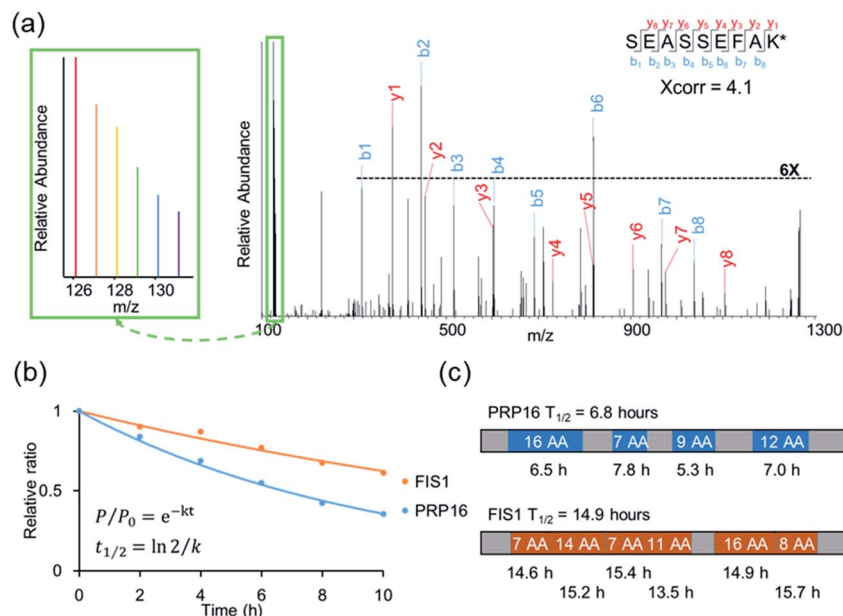 (a)
Relative Abundance
126 128 130
m/z
Relative Abundance
b1
y1
b2
y2
b3
y3
b4
b5
y4
y5
b6
y6
b7
y7
b8
y8
6X
100 500 900 1300
m/z
y₈ y₇ y₆ y₅ y₄ y₃ y₂ y₁
SEASSEFAK*
b₁ b₂ b₃ b₄ b₅ b₆ b₇ b₈
Xcorr = 4.1
(b)
Relative ratio
1
0.5
0
P/P₀ = e⁻ᵏᵗ
t₁/₂ = ln 2/k
FIS1
PRP16
0 2 4 6 8 10
Time (h)
(c)
PRP16 T₁/₂ = 6.8 hours
16 AA 7 AA 9 AA 12 AA
6.5 h 7.8 h 5.3 h 7.0 h
FIS1 T₁/₂ = 14.9 hours
7 AA 14 AA 7 AA 11 AA 16 AA 8 AA
14.6 h 15.4 h 14.9 h
15.2 h 13.5 h 15.7 h